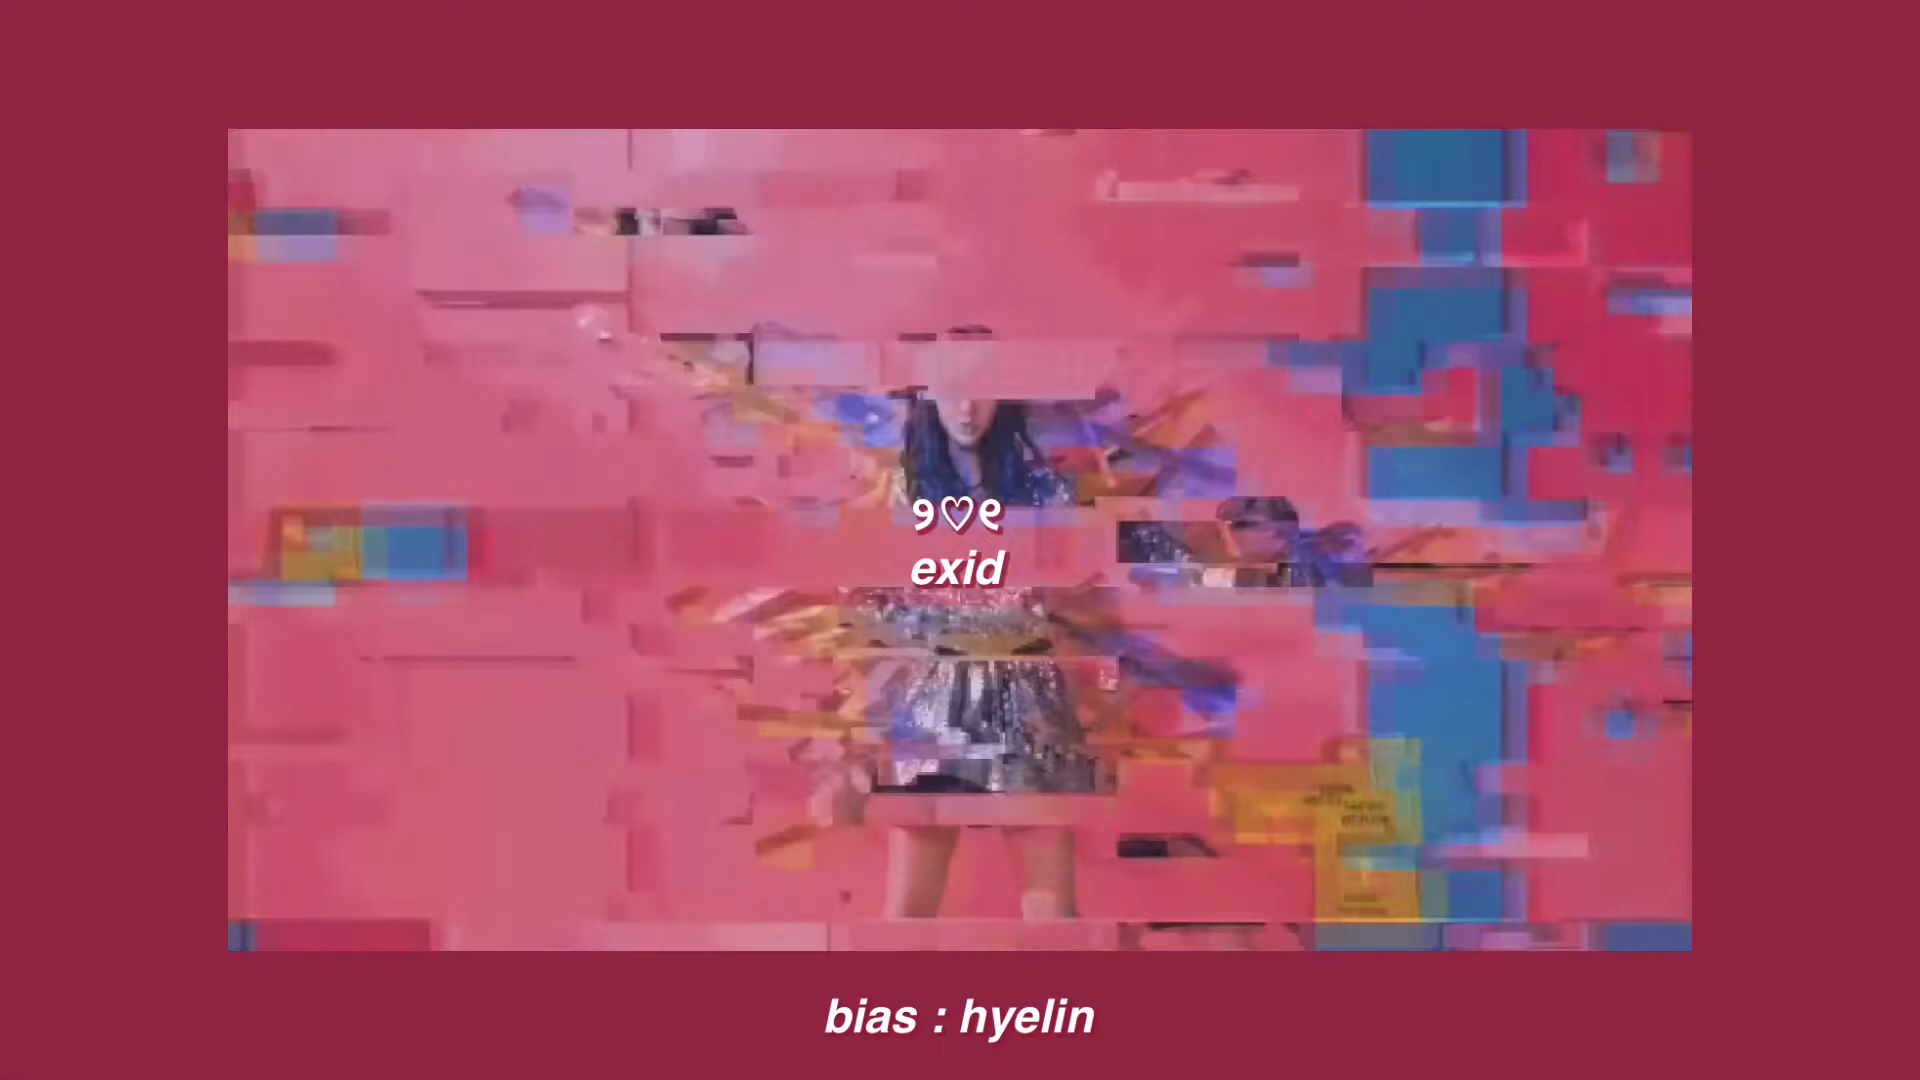 ୨♡୧
exid
bias : hyelin